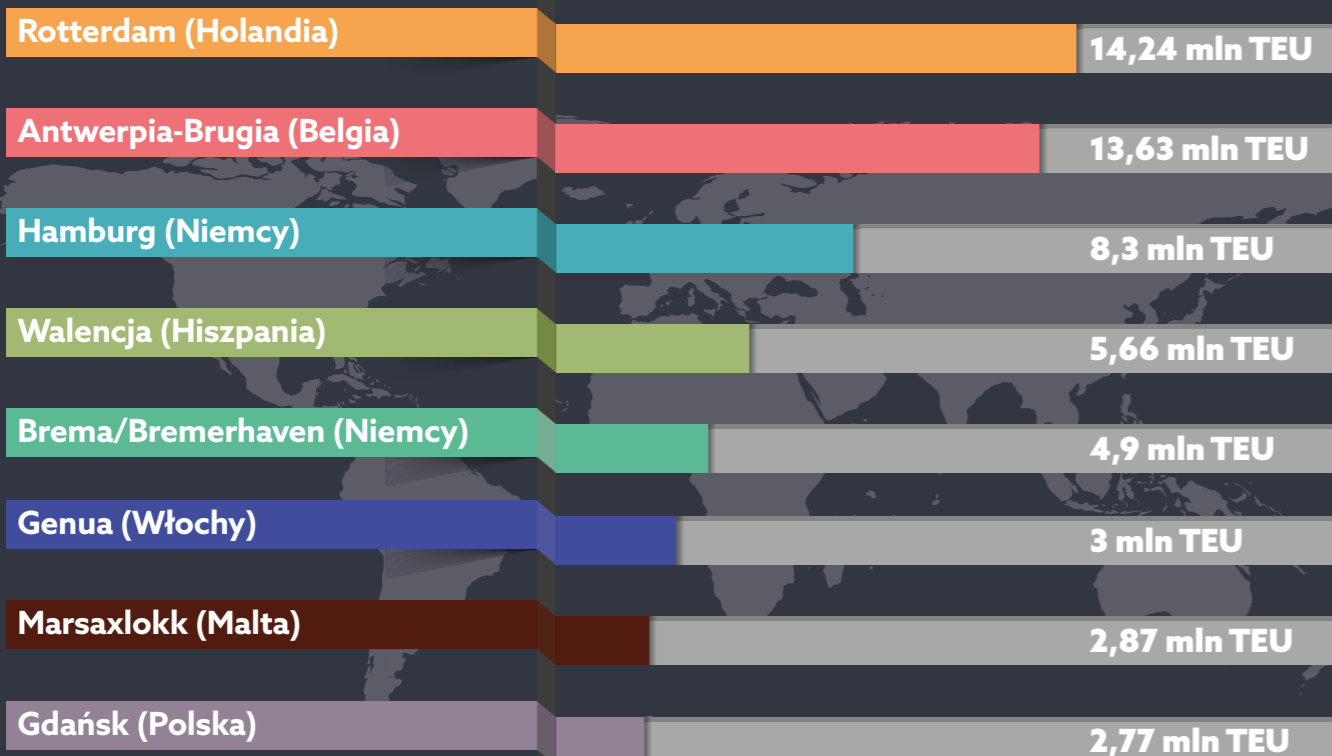 Rotterdam (Holandia) 14,24 mln TEU
Antwerpia-Brugia (Belgia) 13,63 mln TEU
Hamburg (Niemcy) 8,3 mln TEU
Walencja (Hiszpania) 5,66 mln TEU
Brema/Bremerhaven (Niemcy) 4,9 mln TEU
Genua (Włochy) 3 mln TEU
Marsaxlokk (Malta) 2,87 mln TEU
Gdańsk (Polska) 2,77 mln TEU